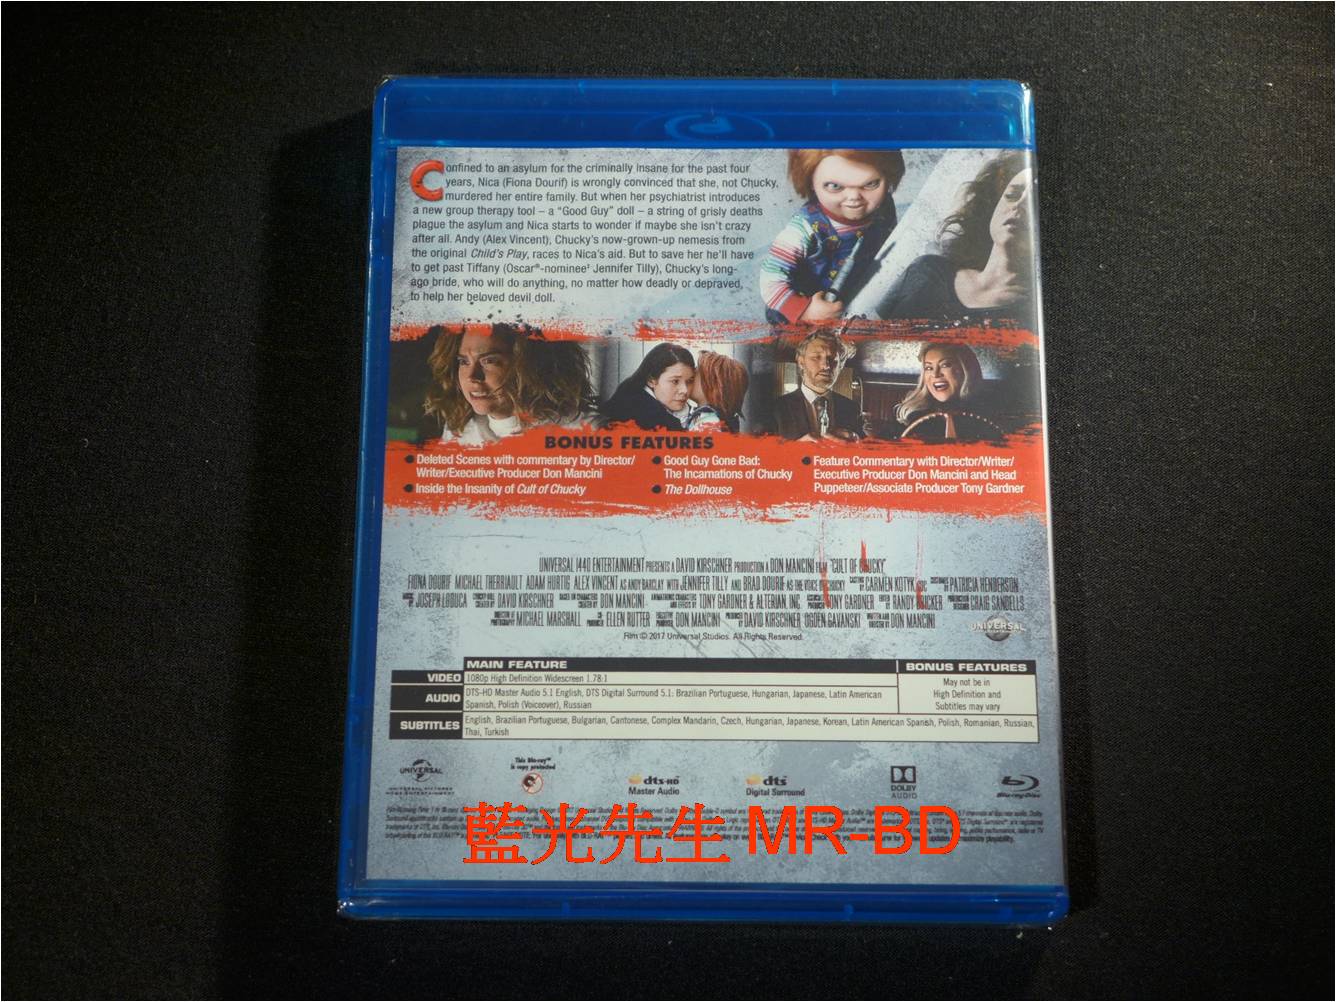 Confined to an asylum for the criminally insane for the past four
years, Nica (Fiona Dourif) is wrongly convinced that she, not Chucky,
murdered her entire family. But when her psychiatrist introduces
a new group therapy tool – a "Good Guy" doll – a string of grisly deaths
plague the asylum and Nica starts to wonder if maybe she isn't crazy
after all. Andy (Alex Vincent), Chucky's now-grown-up nemesis from
the original Child's Play, races to Nica's aid. But to save her he'll have
to get past Tiffany (Oscar®-nominee‡ Jennifer Tilly), Chucky's long-
ago bride, who will do anything, no matter how deadly or depraved,
to help her beloved devil doll.
BONUS FEATURES
Deleted Scenes with commentary by Director/
Writer/Executive Producer Don Mancini
Inside the Insanity of Cult of Chucky
Good Guy Gone Bad:
The Incarnations of Chucky
The Dollhouse
Feature Commentary with Director/Writer/
Executive Producer Don Mancini and Head
Puppeteer/Associate Producer Tony Gardner
UNIVERSAL 1440 ENTERTAINMENT PRESENTS A DAVID KIRSCHNER PRODUCTION A DON MANCINI FILM "CULT OF CHUCKY"
FIONA DOURIF MICHAEL THERRIAULT ADAM HURTIG ALEX VINCENT AS ANDY BARCLAY WITH JENNIFER TILLY AND BRAD DOURIF AS THE VOICE OF CHUCKY CASTING BY CARMEN KOTYK, CDC COSTUMES BY PATRICIA HENDERSON
MUSIC BY JOSEPH LODUCA CHUCKY DOLL CREATED BY DAVID KIRSCHNER BASED ON CHARACTERS CREATED BY DON MANCINI ANIMATRONIC CHARACTERS AND EFFECTS BY TONY GARDNER & ALTERIAN, INC. ASSOCIATE PRODUCER TONY GARDNER EDITED BY RANDY BRICKER PRODUCTION DESIGNER CRAIG SANDELLS
DIRECTOR OF PHOTOGRAPHY MICHAEL MARSHALL CO-PRODUCER ELLEN RUTTER EXECUTIVE PRODUCER DON MANCINI PRODUCED BY DAVID KIRSCHNER OGDEN GAVANSKI WRITTEN AND DIRECTED BY DON MANCINI
Film © 2017 Universal Studios. All Rights Reserved.
UNIVERSAL
MAIN FEATURE
BONUS FEATURES
VIDEO 1080p High Definition Widescreen 1.78:1
AUDIO DTS-HD Master Audio 5.1 English, DTS Digital Surround 5.1: Brazilian Portuguese, Hungarian, Japanese, Latin American
Spanish, Polish (Voiceover), Russian
May not be in
High Definition and
Subtitles may vary
SUBTITLES English, Brazilian Portuguese, Bulgarian, Cantonese, Complex Mandarin, Czech, Hungarian, Japanese, Korean, Latin American Spanish, Polish, Romanian, Russian,
Thai, Turkish
UNIVERSAL
UNIVERSAL PICTURES
HOME ENTERTAINMENT
This Blu-ray™
is copy protected
dts-HD
Master Audio
dts
Digital Surround
DOLBY
AUDIO
Blu-ray Disc
藍光先生 MR-BD